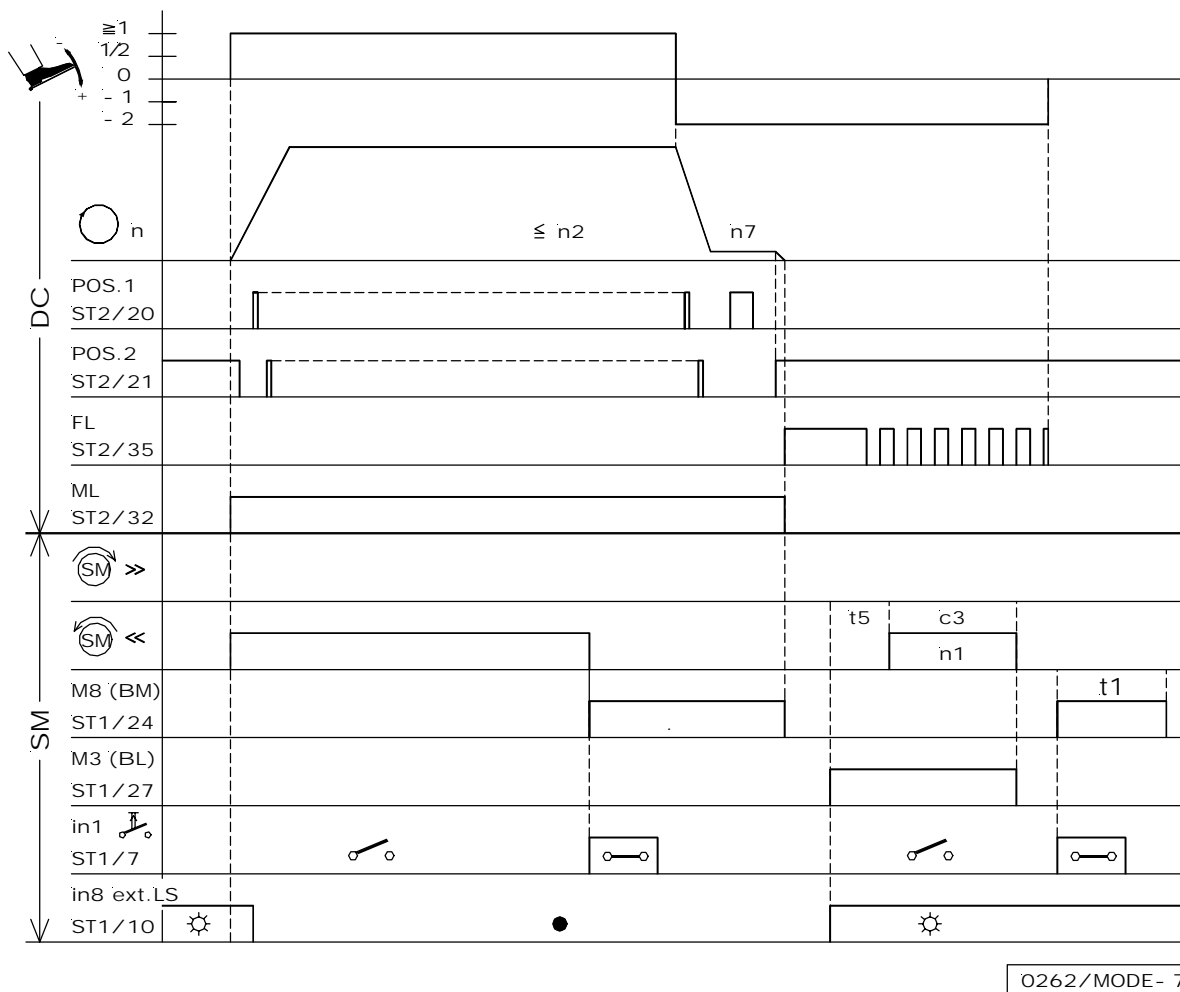 ≧1
1/2
0
- 1
- 2
-
+
n
≤ n2
n7
DC
POS.1
ST2/20
POS.2
ST2/21
FL
ST2/35
ML
ST2/32
SM
SM >>
SM <<
t5
c3
n1
M8 (BM)
ST1/24
t1
M3 (BL)
ST1/27
in1
ST1/7
in8 ext.LS
ST1/10
0262/MODE- 7